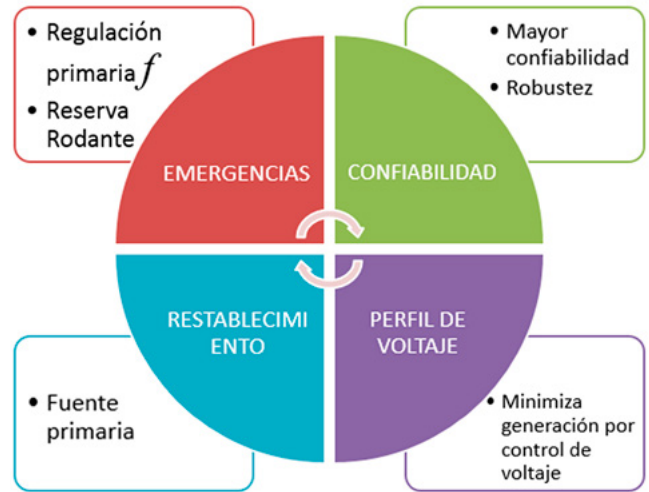 • Regulación
primaria f
• Reserva
Rodante
• Mayor
confiabilidad
• Robustez
EMERGENCIAS
CONFIABILIDAD
RESTABLECIMI
ENTO
PERFIL DE
VOLTAJE
• Fuente
primaria
• Minimiza
generación por
control de
voltaje